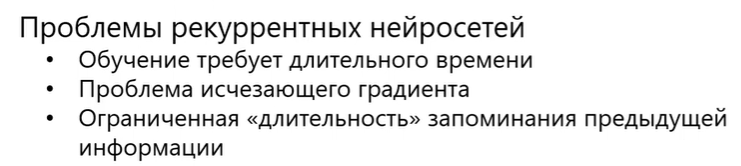 Проблемы рекуррентных нейросетей
• Обучение требует длительного времени
• Проблема исчезающего градиента
• Ограниченная «длительность» запоминания предыдущей
информации